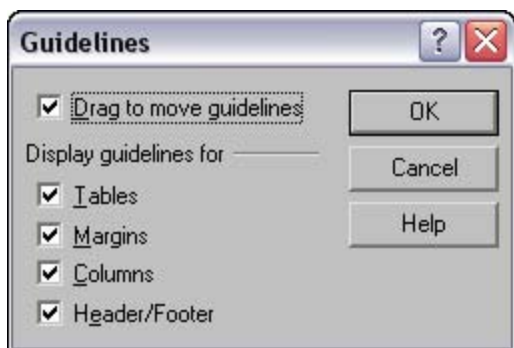 Guidelines
Drag to move guidelines
OK
Display guidelines for
Cancel
Tables
Help
Margins
Columns
Header/Footer